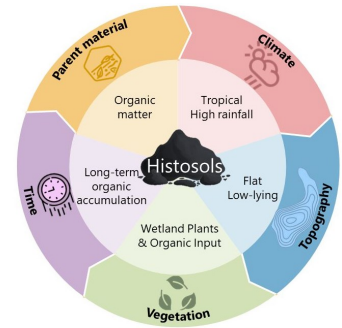 Parent material
Climate
Organic
matter
Tropical
High rainfall
Histosols
Long-term
organic
accumulation
Flat
Low-lying
Time
Topography
Wetland Plants
& Organic Input
Vegetation